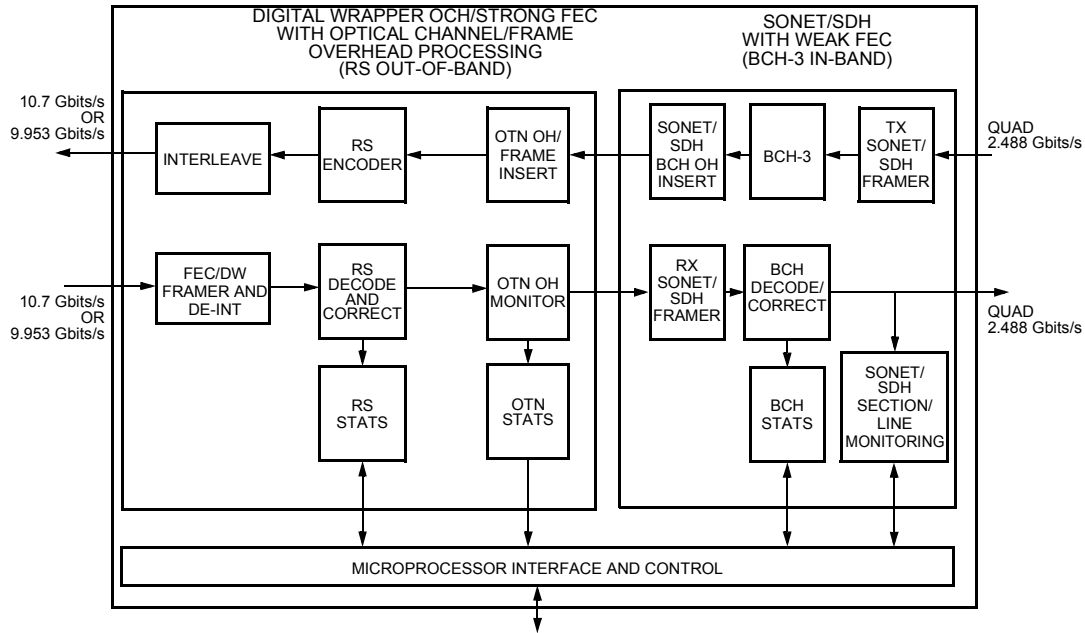 DIGITAL WRAPPER OCH/STRONG FEC
WITH OPTICAL CHANNEL/FRAME
OVERHEAD PROCESSING
(RS OUT-OF-BAND)
SONET/SDH
WITH WEAK FEC
(BCH-3 IN-BAND)
10.7 Gbits/s
OR
9.953 Gbits/s
INTERLEAVE
RS
ENCODER
OTN OH/
FRAME
INSERT
SONET/
SDH
BCH OH
INSERT
BCH-3
TX
SONET/
SDH
FRAMER
QUAD
2.488 Gbits/s
10.7 Gbits/s
OR
9.953 Gbits/s
FEC/DW
FRAMER AND
DE-INT
RS
DECODE
AND
CORRECT
OTN OH
MONITOR
RX
SONET/
SDH
FRAMER
BCH
DECODE/
CORRECT
QUAD
2.488 Gbits/s
RS
STATS
OTN
STATS
BCH
STATS
SONET/
SDH
SECTION/
LINE
MONITORING
MICROPROCESSOR INTERFACE AND CONTROL